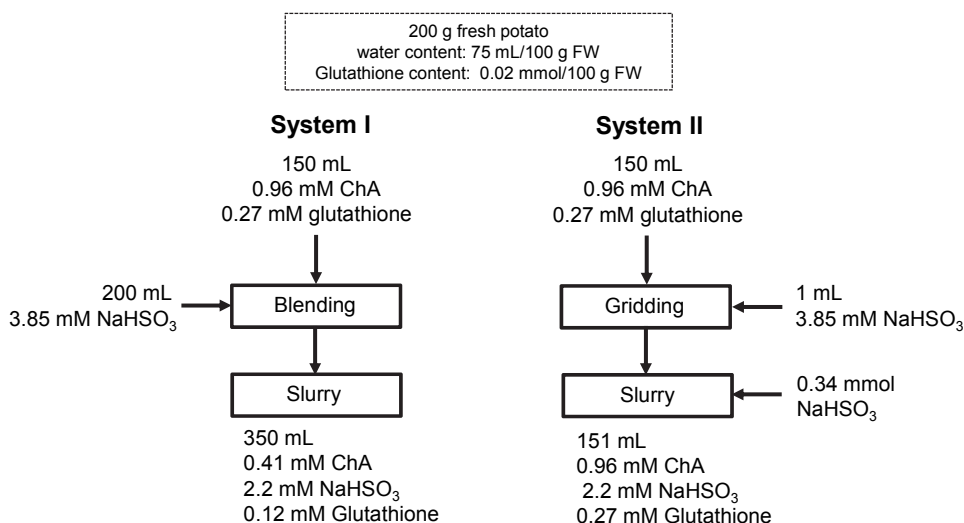 200 g fresh potato
water content: 75 mL/100 g FW
Glutathione content:  0.02 mmol/100 g FW
System I
150 mL
0.96 mM ChA
0.27 mM glutathione
200 mL
3.85 mM NaHSO₃
Blending
Slurry
350 mL
0.41 mM ChA
2.2 mM NaHSO₃
0.12 mM Glutathione
System II
150 mL
0.96 mM ChA
0.27 mM glutathione
Gridding
1 mL
3.85 mM NaHSO₃
Slurry
0.34 mmol
NaHSO₃
151 mL
0.96 mM ChA
2.2 mM NaHSO₃
0.27 mM Glutathione